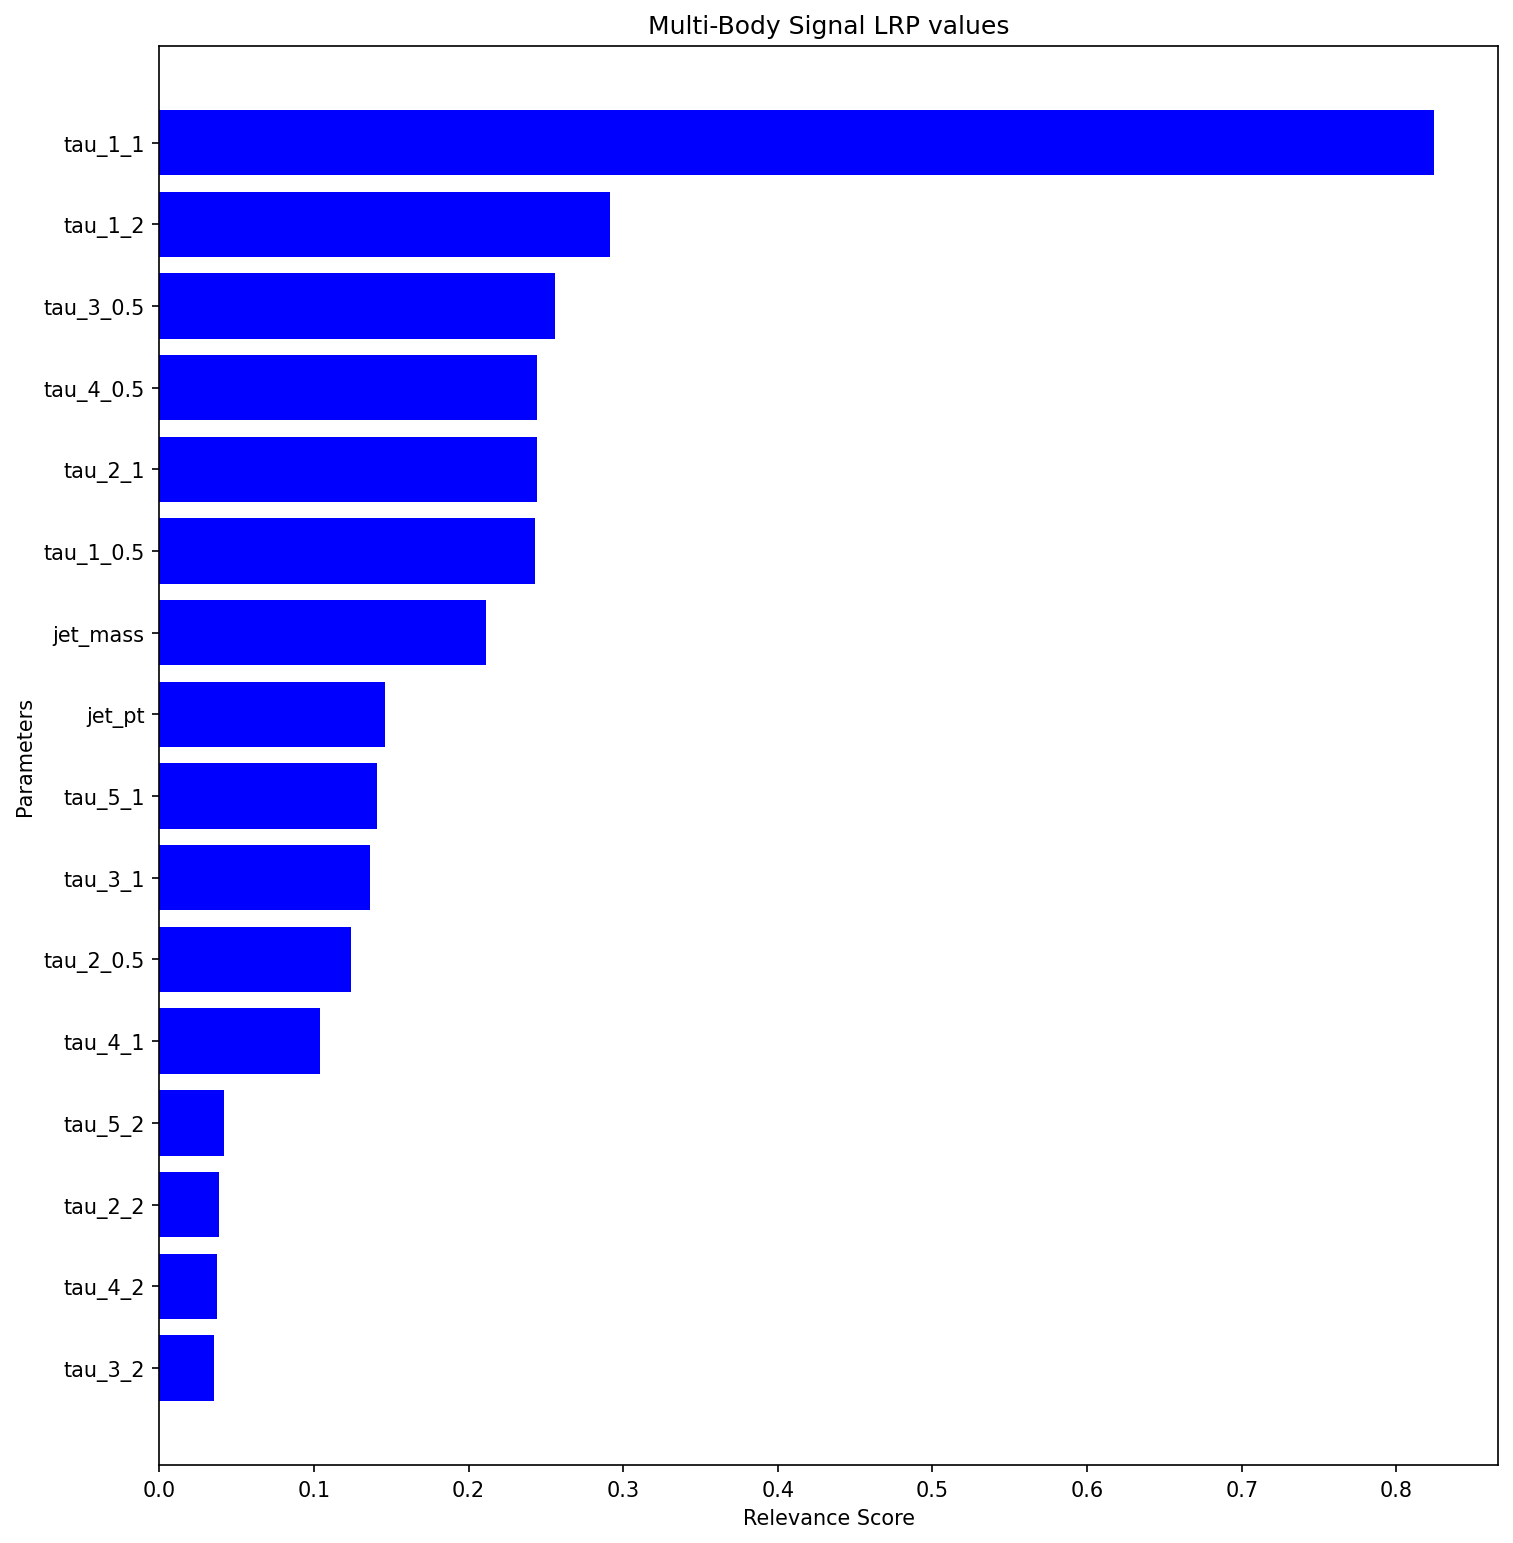 Multi-Body Signal LRP values
tau_1_1
tau_1_2
tau_3_0.5
tau_4_0.5
tau_2_1
tau_1_0.5
jet_mass
jet_pt
tau_5_1
tau_3_1
tau_2_0.5
tau_4_1
tau_5_2
tau_2_2
tau_4_2
tau_3_2
Parameters
0.0 0.1 0.2 0.3 0.4 0.5 0.6 0.7 0.8
Relevance Score